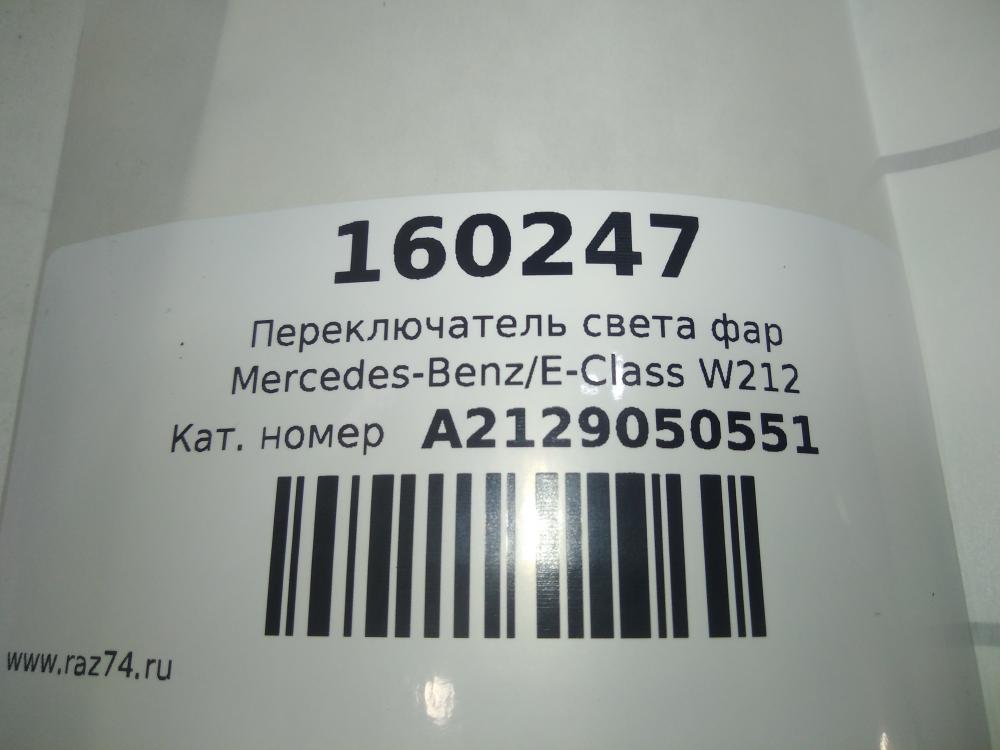 160247
Переключатель света фар
Mercedes-Benz/E-Class W212
Кат. номер A2129050551
www.raz74.ru